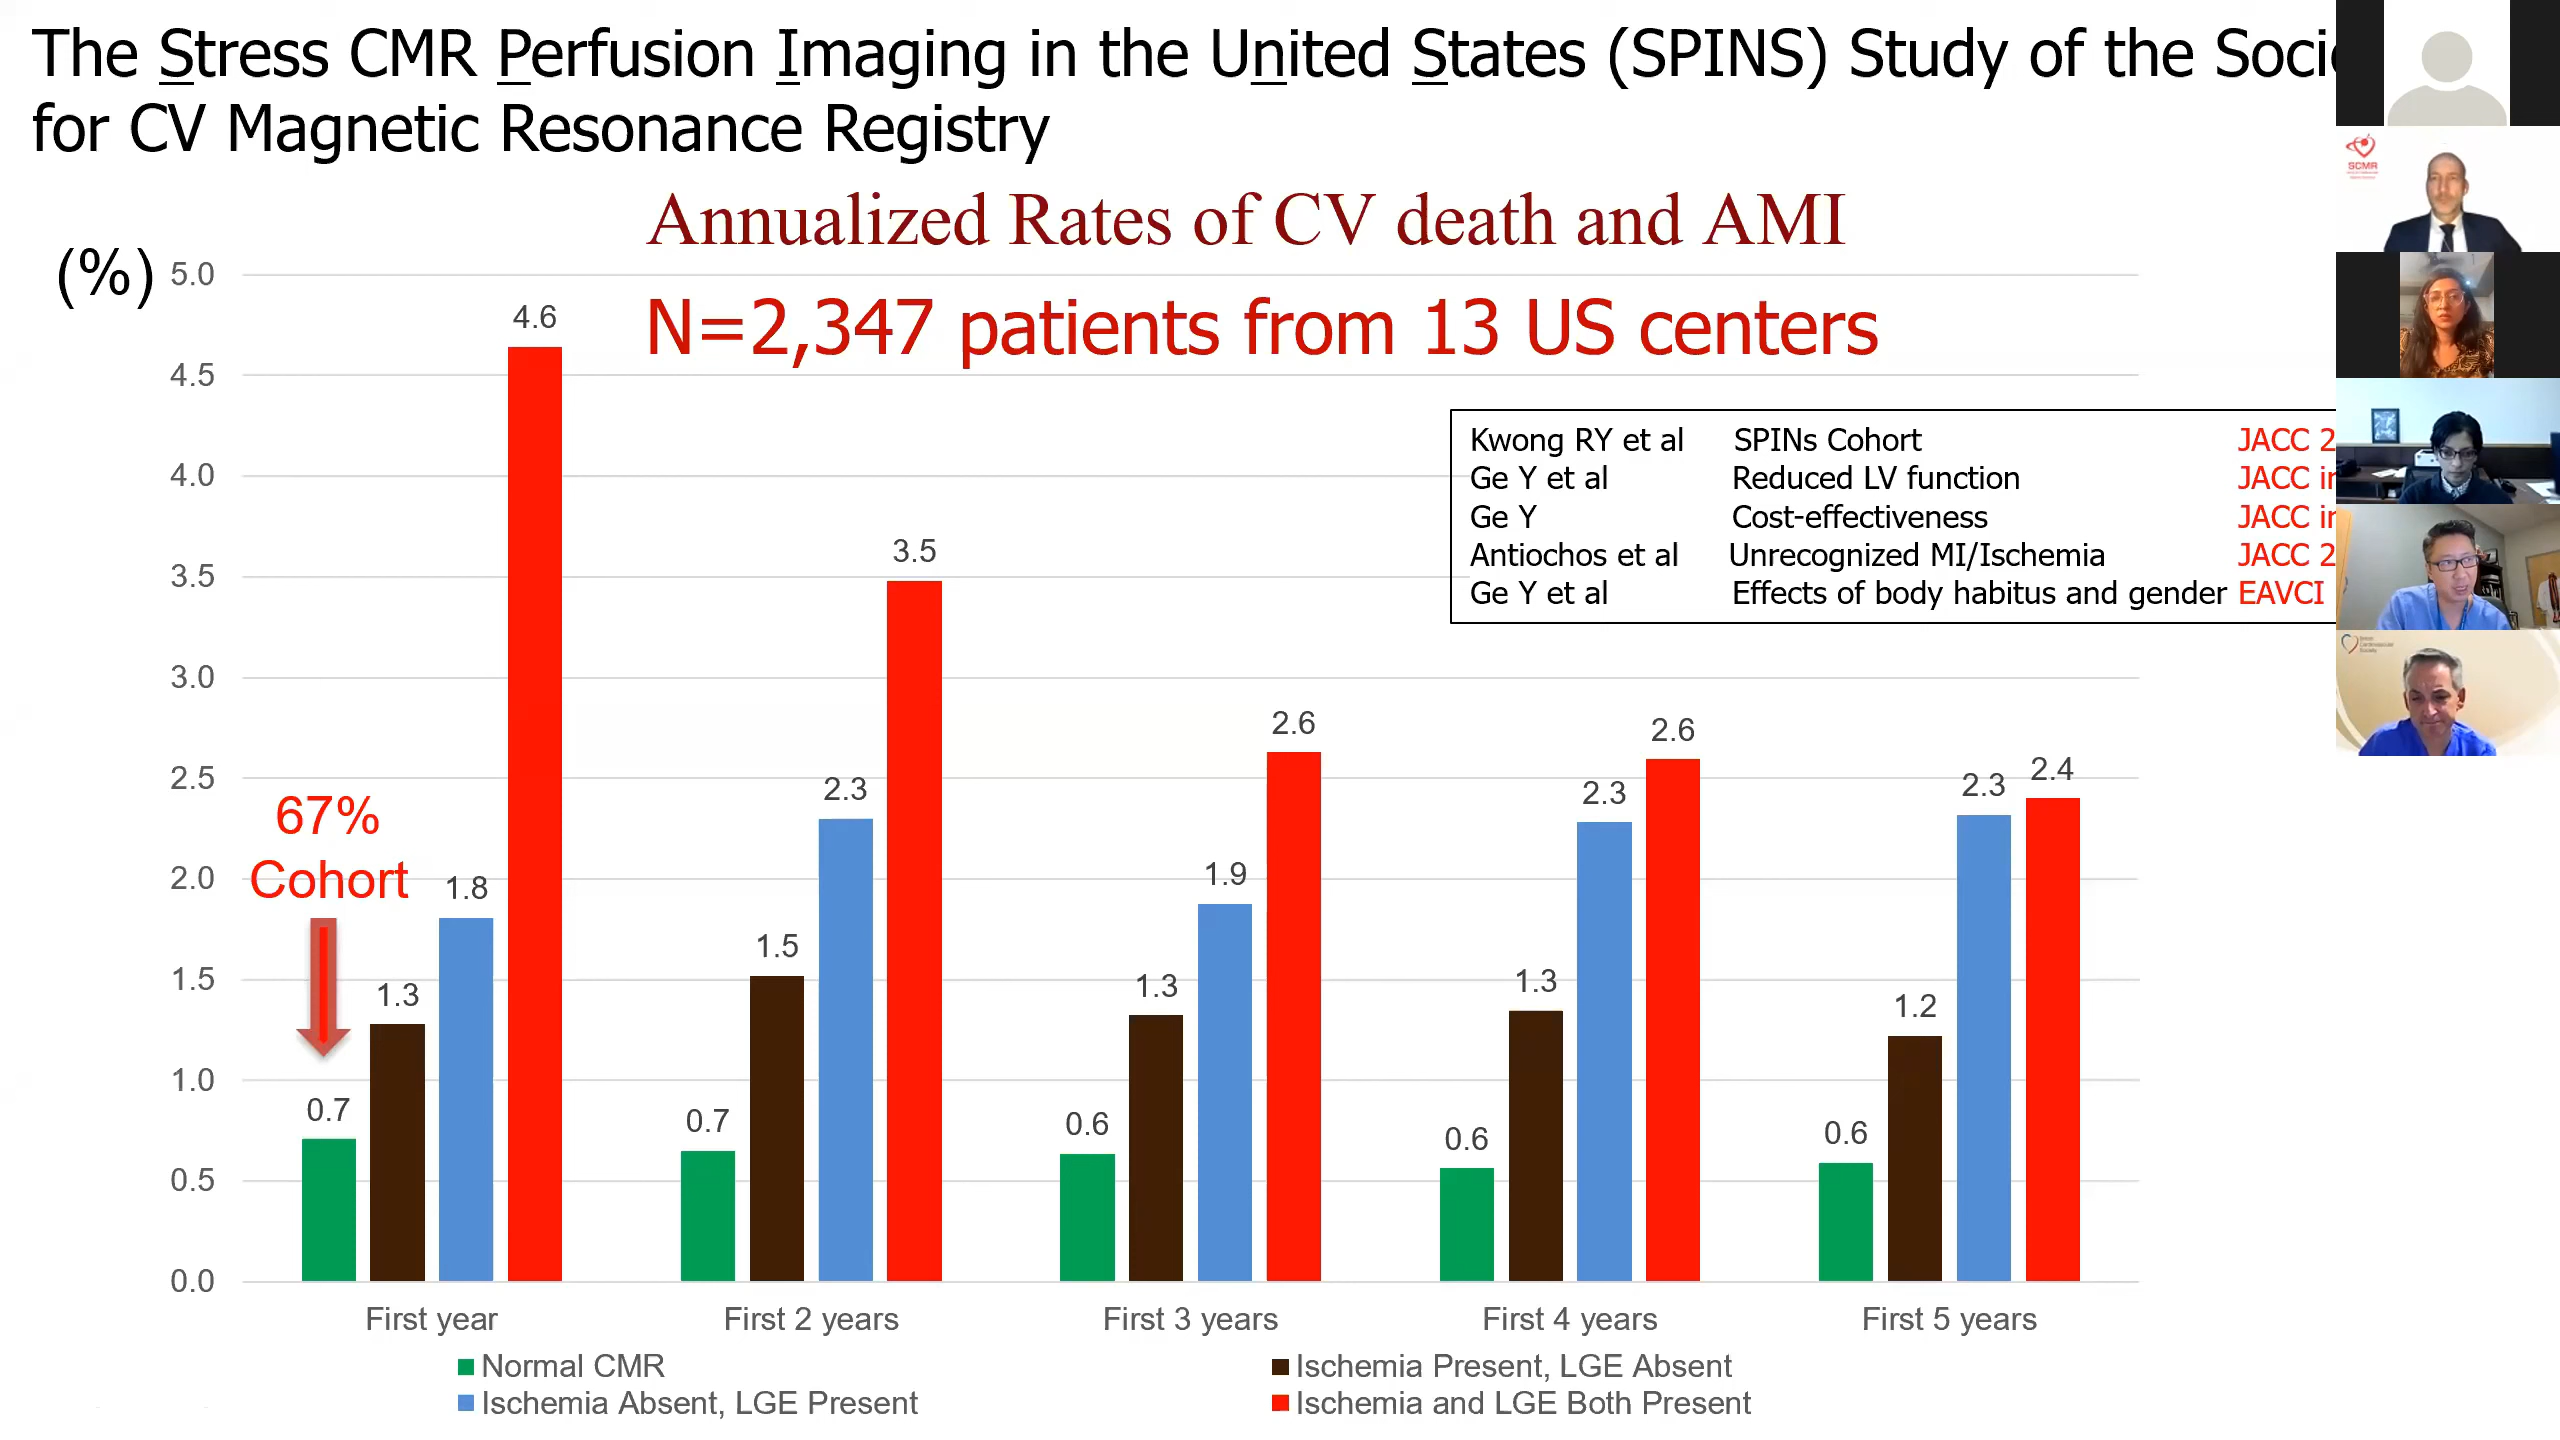 The Stress CMR Perfusion Imaging in the United States (SPINS) Study of the
for CV Magnetic Resonance Registry
Annualized Rates of CV death and AMI
(%)
N=2,347 patients from 13 US centers
5.0
4.5
4.0
3.5
3.0
2.5
2.0
1.5
1.0
0.5
0.0
Kwong RY et al SPINs Cohort JACC
Ge Y et al Reduced LV function JACC
Ge Y Cost-effectiveness JACC
Antiochos et al Unrecognized MI/Ischemia JACC
Ge Y et al Effects of body habitus and gender EAVCI
67%
Cohort
0.7 1.3 1.8 4.6
0.7 1.5 2.3 3.5
0.6 1.3 1.9 2.6
0.6 1.3 2.3 2.6
0.6 1.2 2.3 2.4
First year First 2 years First 3 years First 4 years First 5 years
Normal CMR Ischemia Present, LGE Absent
Ischemia Absent, LGE Present Ischemia and LGE Both Present
SCMR